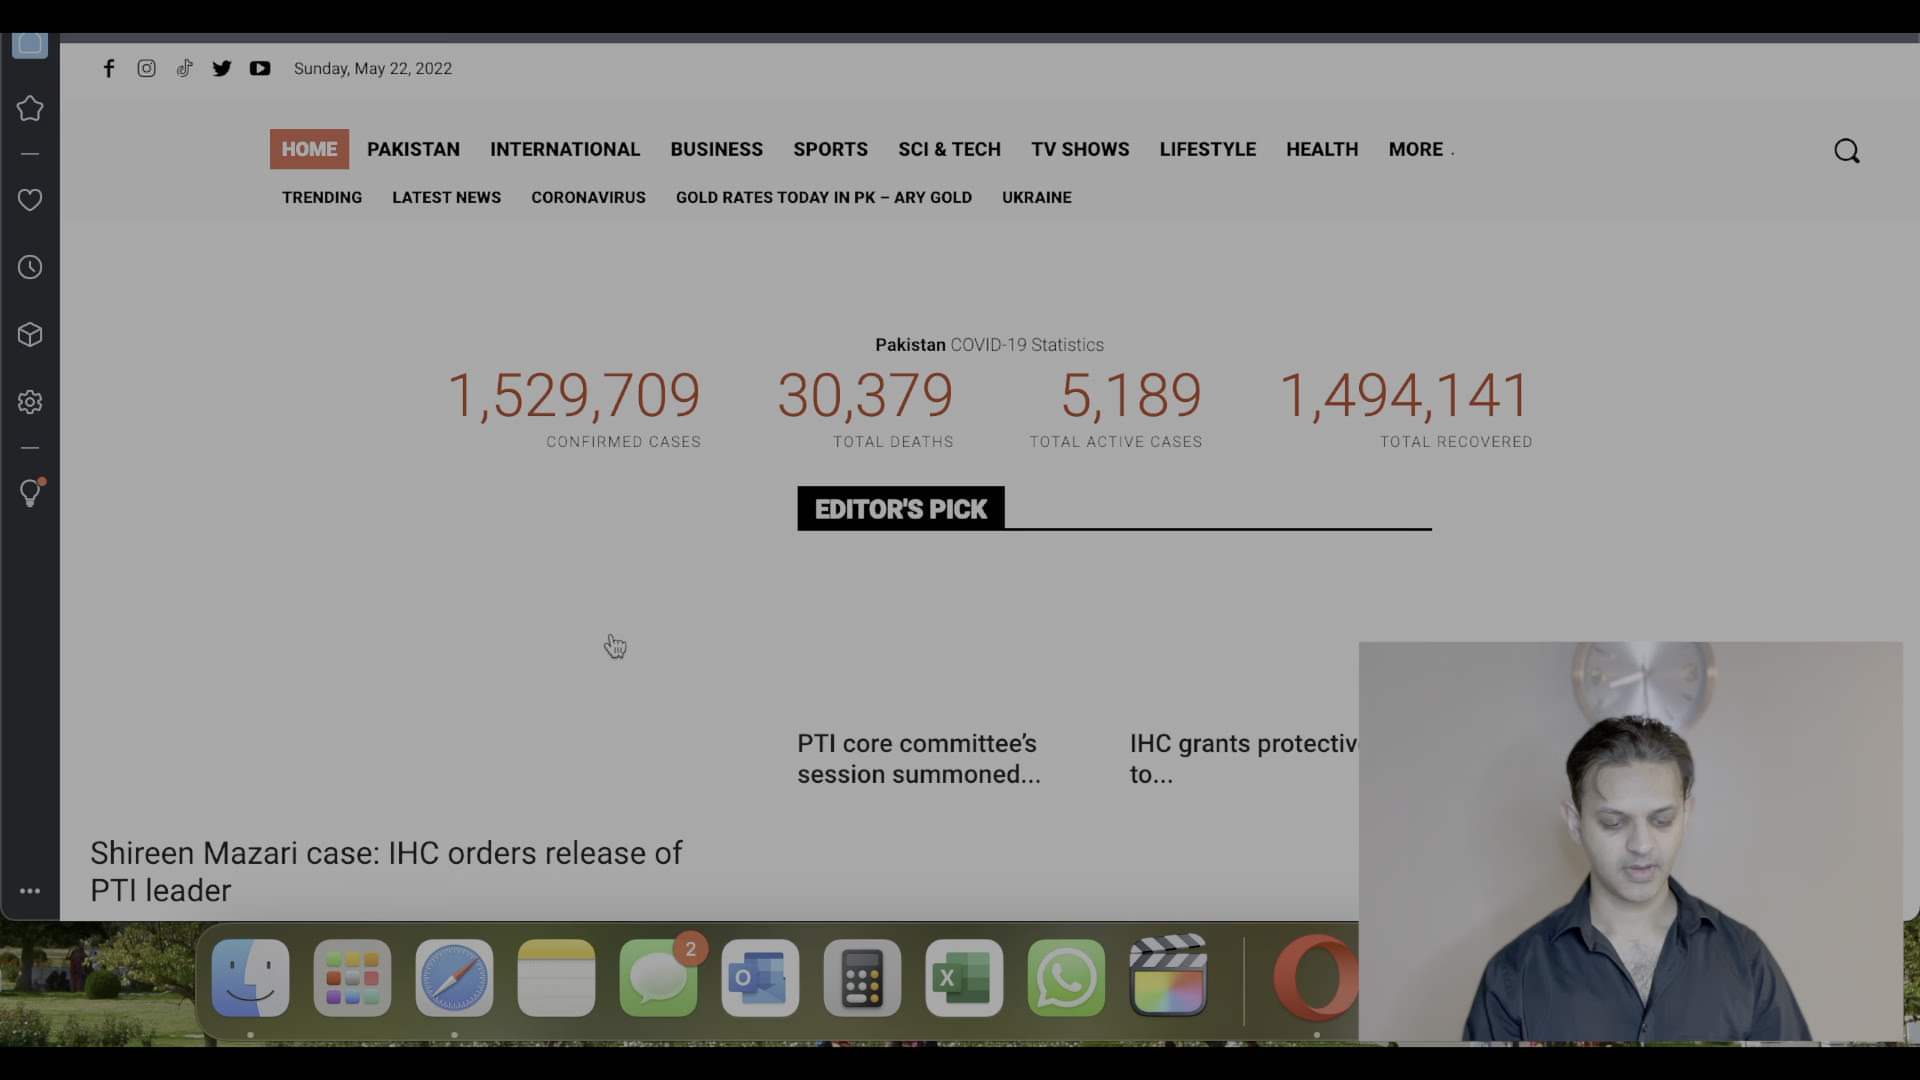 Sunday, May 22, 2022
HOME PAKISTAN INTERNATIONAL BUSINESS SPORTS SCI & TECH TV SHOWS LIFESTYLE HEALTH MORE
TRENDING LATEST NEWS CORONAVIRUS GOLD RATES TODAY IN PK – ARY GOLD UKRAINE
Pakistan COVID-19 Statistics
1,529,709 30,379 5,189 1,494,141
CONFIRMED CASES TOTAL DEATHS TOTAL ACTIVE CASES TOTAL RECOVERED
EDITOR'S PICK
PTI core committee’s
session summoned...
IHC grants protectiv
to...
Shireen Mazari case: IHC orders release of
PTI leader
2